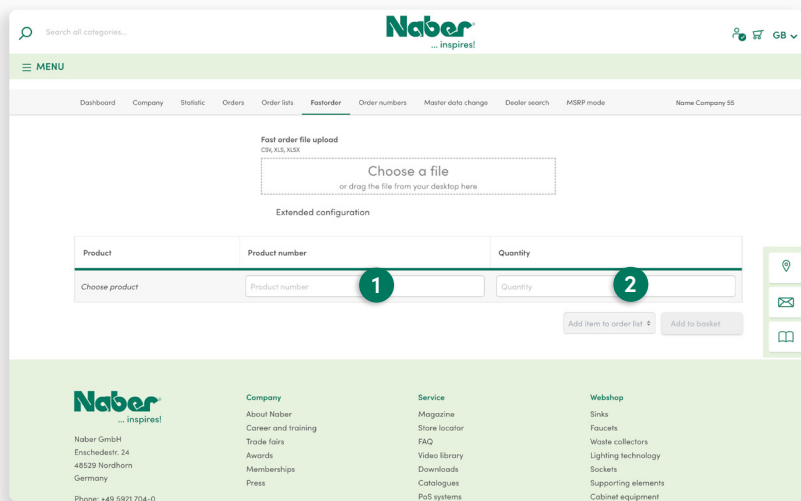 Search all categories...
Naber
... inspires!
GB
MENU
Dashboard Company Statistic Orders Order lists Fastorder Order numbers Master data change Dealer search MSRP mode Name Company 55
Fast order file upload
CSV, XLS, XLSX
Choose a file
or drag the file from your desktop here
Extended configuration
Product Product number Quantity
Choose product Product number 1 Quantity 2
Add item to order list Add to basket
Naber
... inspires!
Naber GmbH
Enschedestr. 24
48529 Nordhorn
Germany
Phone: +49 5921 704-0
Company
About Naber
Career and training
Trade fairs
Awards
Memberships
Press
Service
Magazine
Store locator
FAQ
Video library
Downloads
Catalogues
PoS systems
Webshop
Sinks
Faucets
Waste collectors
Lighting technology
Sockets
Supporting elements
Cabinet equipment